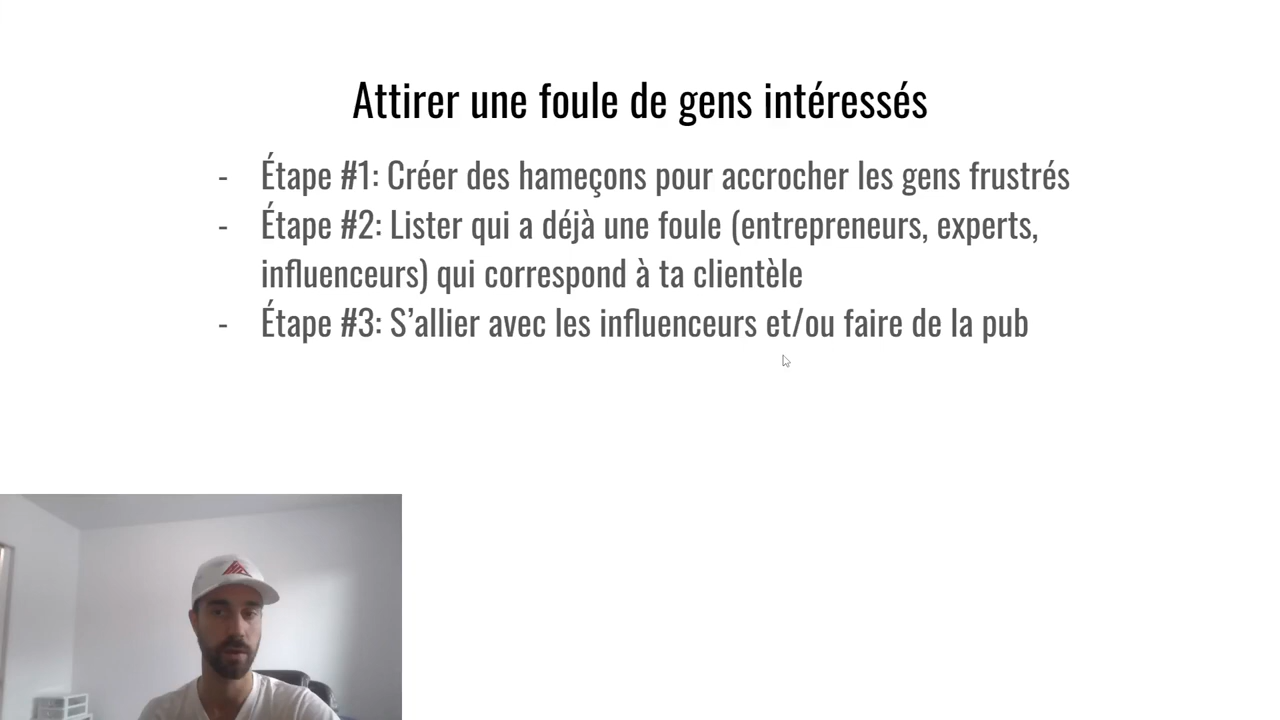 Attirer une foule de gens intéressés
- Étape #1: Créer des hameçons pour accrocher les gens frustrés
- Étape #2: Lister qui a déjà une foule (entrepreneurs, experts,
influenceurs) qui correspond à ta clientèle
- Étape #3: S’allier avec les influenceurs et/ou faire de la pub